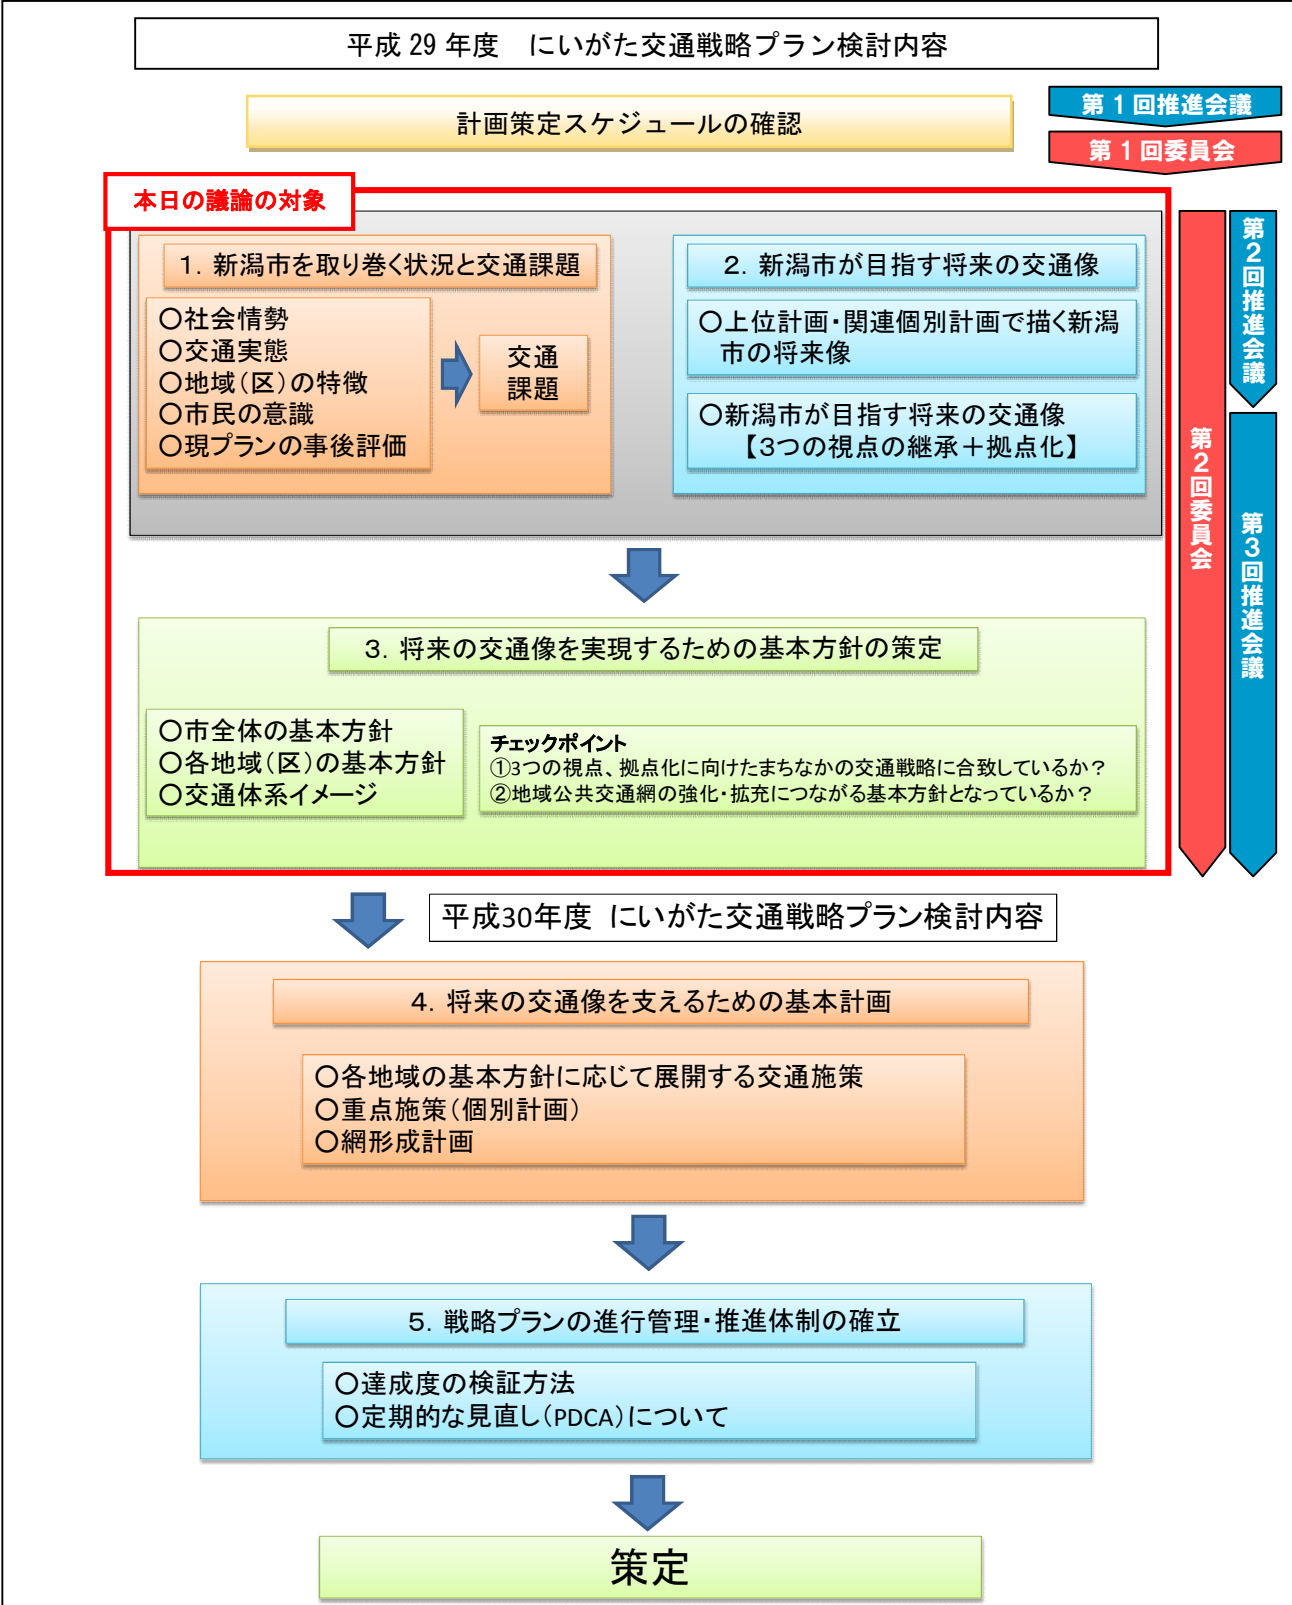 平成 29 年度　にいがた交通戦略プラン検討内容
計画策定スケジュールの確認
第１回推進会議
第１回委員会
本日の議論の対象
１．新潟市を取り巻く状況と交通課題
○社会情勢
○交通実態
○地域（区）の特徴
○市民の意識
○現プランの事後評価
交通
課題
２．新潟市が目指す将来の交通像
○上位計画・関連個別計画で描く新潟
市の将来像
○新潟市が目指す将来の交通像
【３つの視点の継承＋拠点化】
第２回委員会
第２回推進会議
第３回推進会議
３．将来の交通像を実現するための基本方針の策定
○市全体の基本方針
○各地域（区）の基本方針
○交通体系イメージ
チェックポイント
①3つの視点、拠点化に向けたまちなかの交通戦略に合致しているか？
②地域公共交通網の強化・拡充につながる基本方針となっているか？
平成30年度 にいがた交通戦略プラン検討内容
４．将来の交通像を支えるための基本計画
○各地域の基本方針に応じて展開する交通施策
○重点施策（個別計画）
○網形成計画
５．戦略プランの進行管理・推進体制の確立
○達成度の検証方法
○定期的な見直し（PDCA）について
策定